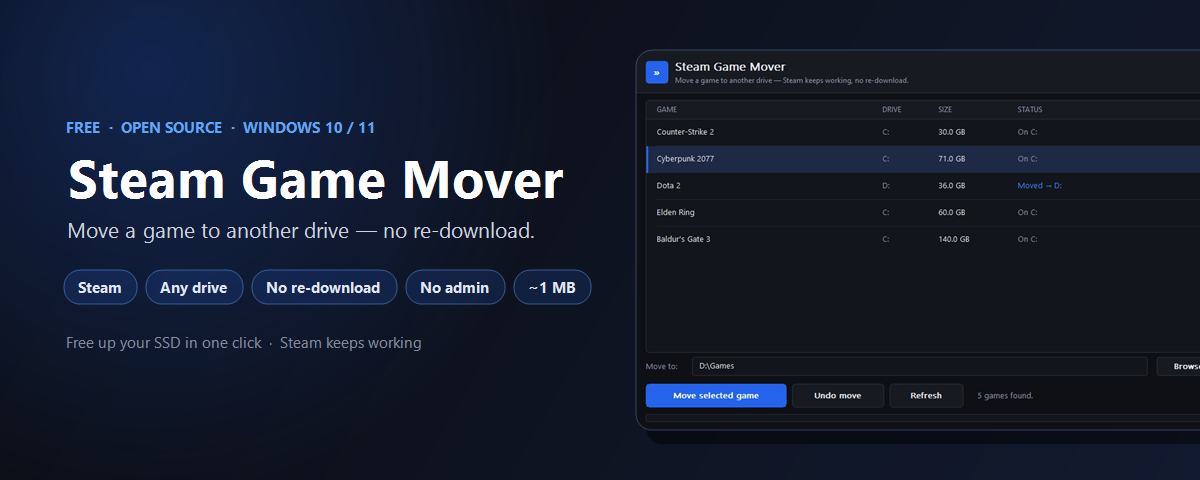 FREE · OPEN SOURCE · WINDOWS 10 / 11
Steam Game Mover
Move a game to another drive — no re-download.
Steam Any drive No re-download No admin ~1 MB
Free up your SSD in one click · Steam keeps working
» Steam Game Mover
Move a game to another drive — Steam keeps working, no re-download.
GAME DRIVE SIZE STATUS
Counter-Strike 2 C: 30.0 GB On C:
Cyberpunk 2077 C: 71.0 GB On C:
Dota 2 D: 36.0 GB Moved → D:
Elden Ring C: 60.0 GB On C:
Baldur's Gate 3 C: 140.0 GB On C:
Move to: D:\Games Brows
Move selected game Undo move Refresh 5 games found.